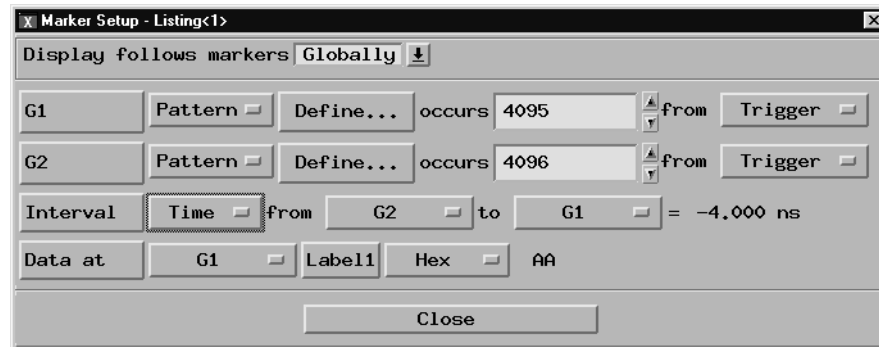 X Marker Setup - Listing<1>
Display follows markers Globally
G1 Pattern Define... occurs 4095 from Trigger
G2 Pattern Define... occurs 4096 from Trigger
Interval Time from G2 to G1 = -4.000 ns
Data at G1 Label1 Hex AA
Close